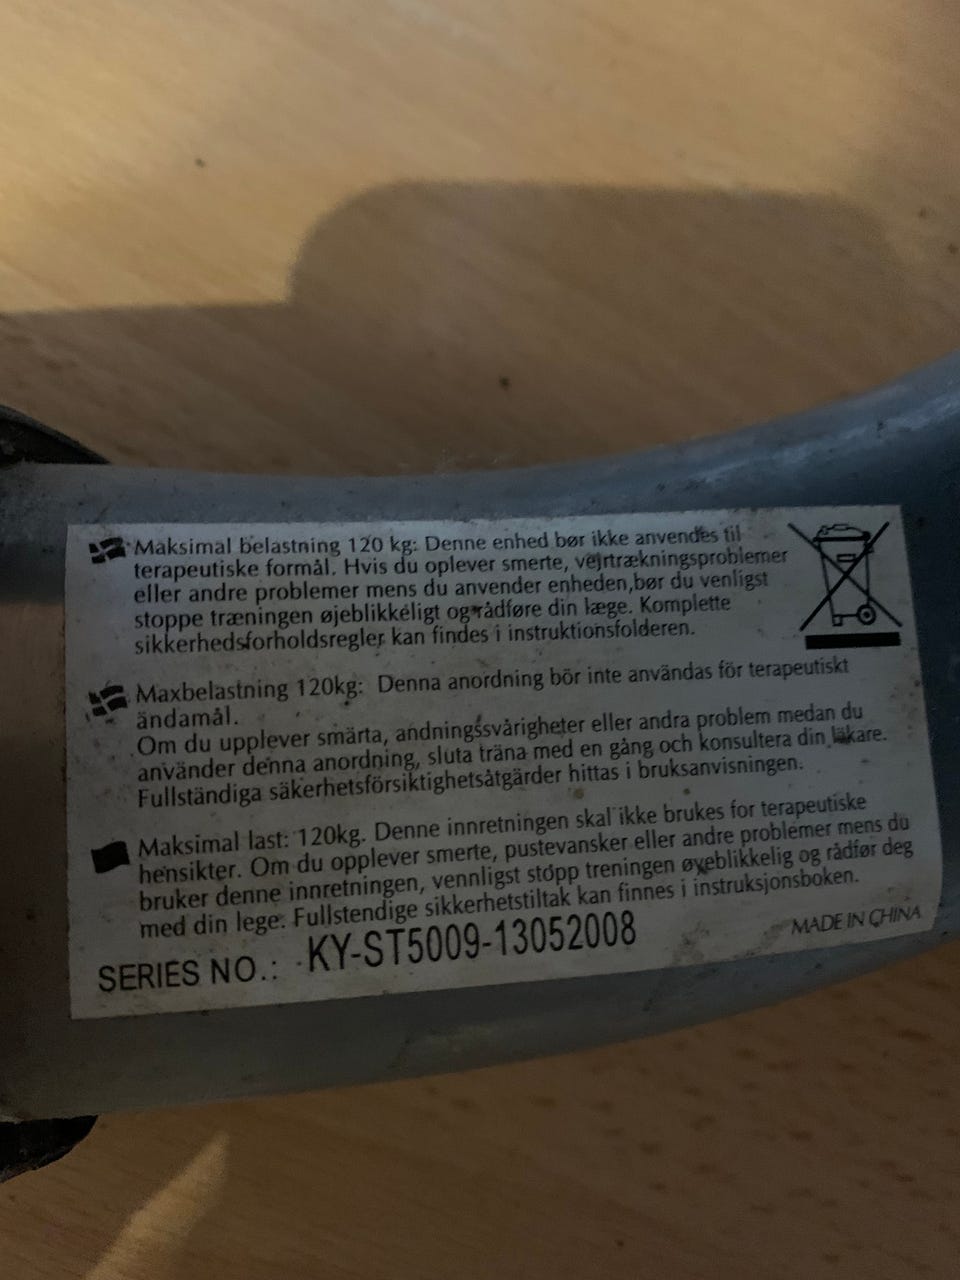 Maksimal belastning 120 kg: Denne enhed bør ikke anvendes til
terapeutiske formål. Hvis du oplever smerte, vejrtrækningsproblemer
eller andre problemer mens du anvender enheden,bør du venligst
stoppe træningen øjeblikkeligt og rådføre din læge. Komplette
sikkerhedsforholdsregler kan findes i instruktionsfolderen.
Maxbelastning 120kg: Denna anordning bör inte användas för terapeutiskt
ändamål.
Om du upplever smärta, andningssvårigheter eller andra problem medan du
använder denna anordning, sluta träna med en gång och konsultera din läkare.
Fullständiga säkerhetsförsiktighetsåtgärder hittas i bruksanvisningen.
Maksimal last: 120kg. Denne innretningen skal ikke brukes for terapeutiske
hensikter. Om du opplever smerte, pustevansker eller andre problemer mens du
bruker denne innretningen, vennligst stopp treningen øyeblikkelig og rådfør deg
med din lege. Fullstendige sikkerhetstiltak kan finnes i instruksjonsboken.
SERIES NO.: KY-ST5009-13052008
MADE IN CHINA